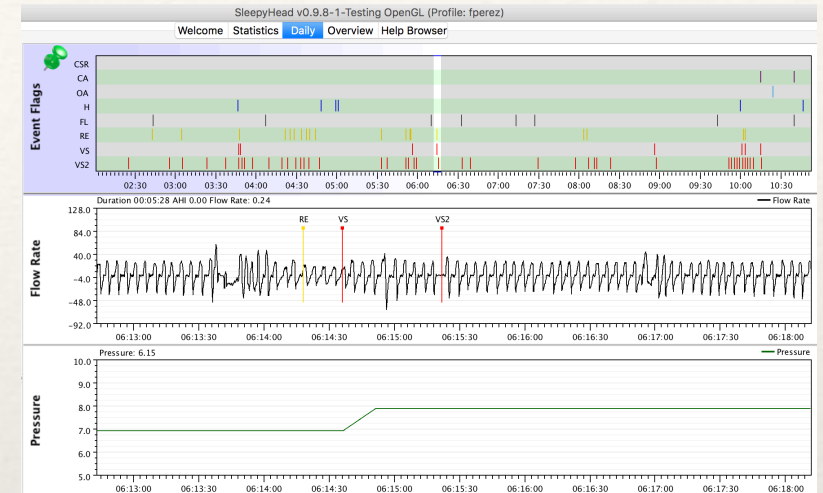 SleepyHead v0.9.8-1-Testing OpenGL (Profile: fperez)
Welcome Statistics Daily Overview Help Browser
Event Flags
CSR
CA
OA
H
FL
RE
VS
VS2
02:30 03:00 03:30 04:00 04:30 05:00 05:30 06:00 06:30 07:00 07:30 08:00 08:30 09:00 09:30 10:00 10:30
Duration 00:05:28 AHI 0.00 Flow Rate: 0.24 Flow Rate
Flow Rate
128.0
84.0
40.0
-4.0
-48.0
-92.0
RE VS VS2
06:13:00 06:13:30 06:14:00 06:14:30 06:15:00 06:15:30 06:16:00 06:16:30 06:17:00 06:17:30 06:18:00
Pressure: 6.15 Pressure
Pressure
10.0
9.0
8.0
7.0
6.0
5.0
06:13:00 06:13:30 06:14:00 06:14:30 06:15:00 06:15:30 06:16:00 06:16:30 06:17:00 06:17:30 06:18:00